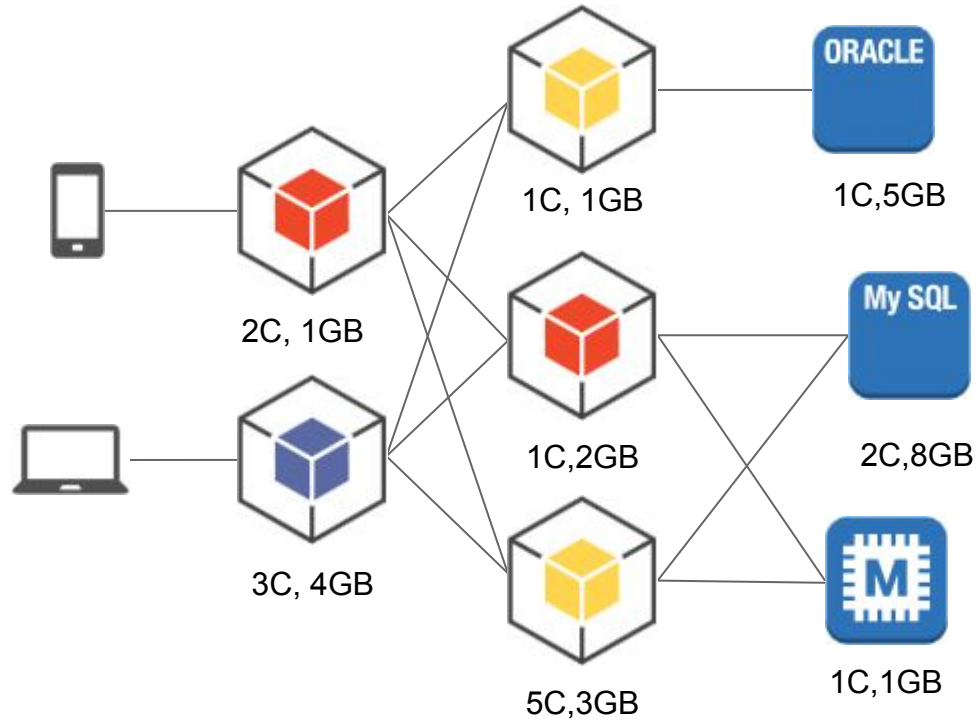 ORACLE
1C, 1GB
1C,5GB
2C, 1GB
My SQL
1C,2GB
2C,8GB
3C, 4GB
M
5C,3GB
1C,1GB